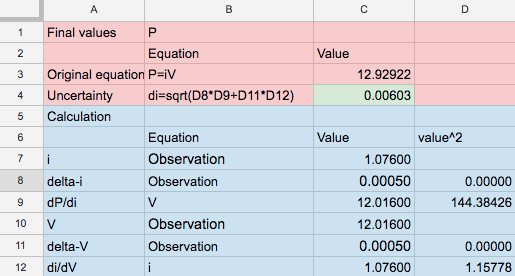 A B C D
1 Final values P
2 Equation Value
3 Original equation P=iV 12.92922
4 Uncertainty di=sqrt(D8*D9+D11*D12) 0.00603
5 Calculation
6 Equation Value value^2
7 i Observation 1.07600
8 delta-i Observation 0.00050 0.00000
9 dP/di V 12.01600 144.38426
10 V Observation 12.01600
11 delta-V Observation 0.00050 0.00000
12 di/dV i 1.07600 1.15778